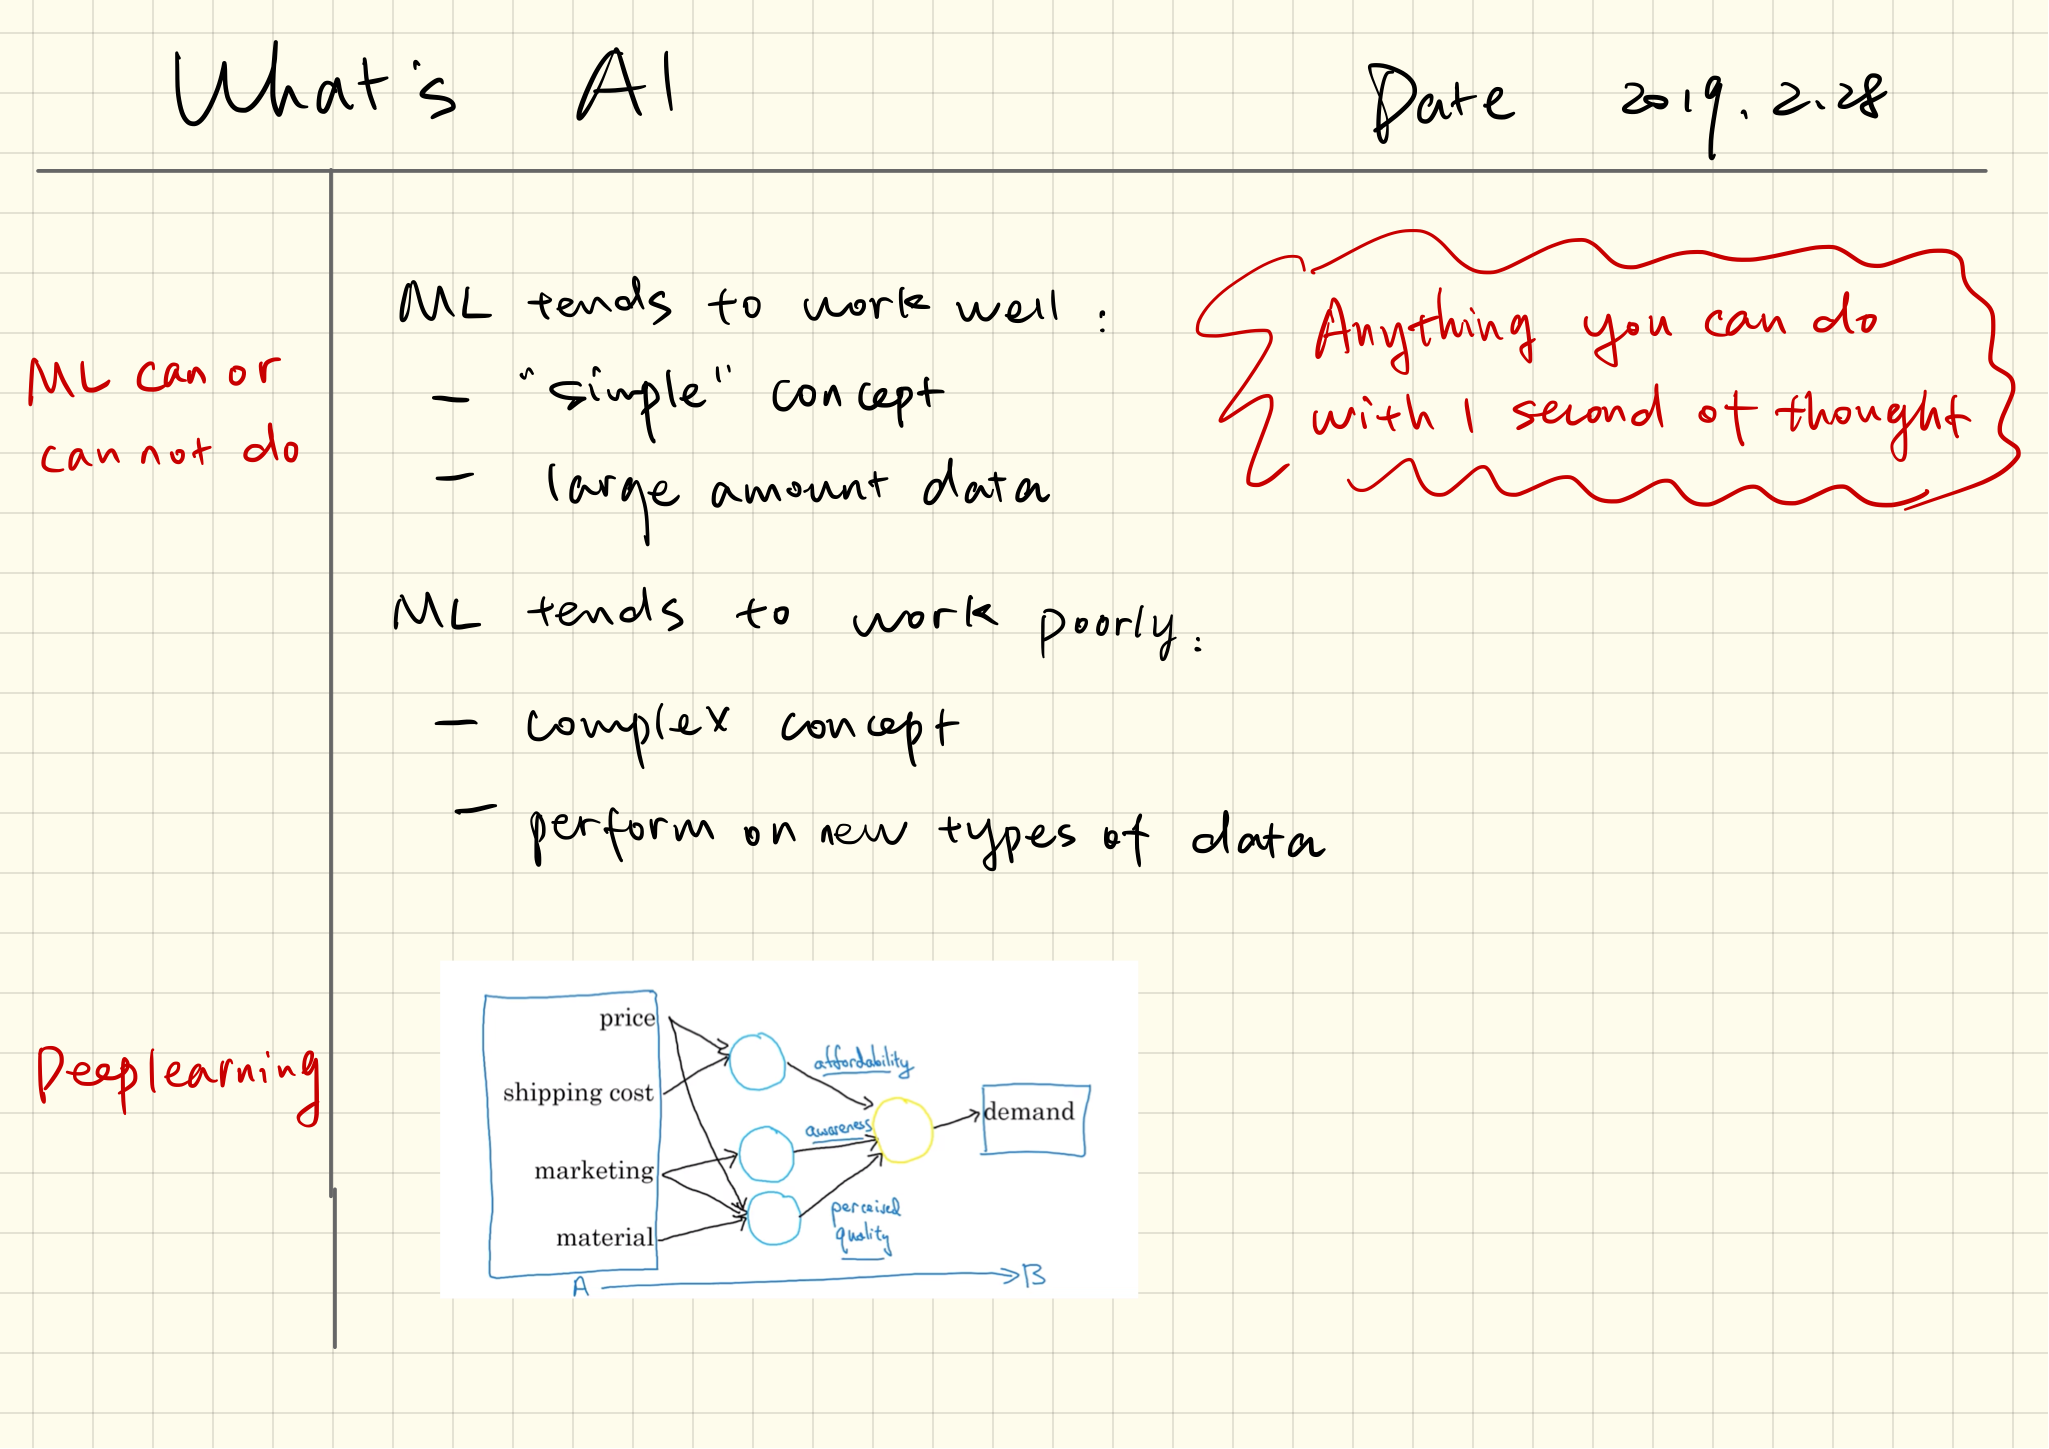 What's AI
Date 2019.2.28
ML can or
can not do
ML tends to work well:
- "simple" concept
- large amount data
Anything you can do
with 1 second of thought
ML tends to work poorly:
- complex concept
- perform on new types of data
Deeplearning
price
shipping cost
marketing
material
affordability
awareness
perceived
quality
demand
A
B